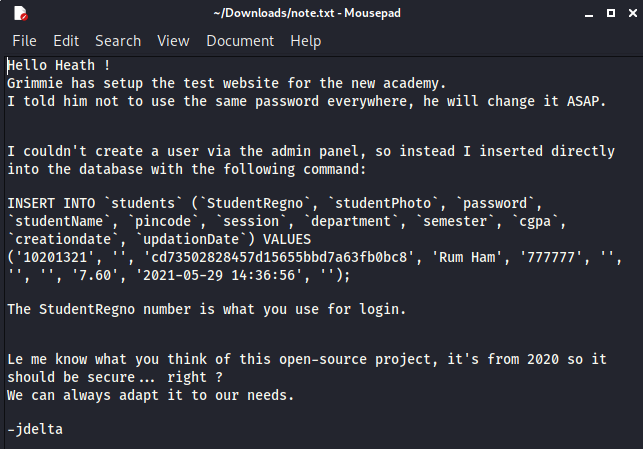 ~/Downloads/note.txt - Mousepad
File Edit Search View Document Help
Hello Heath !
Grimmie has setup the test website for the new academy.
I told him not to use the same password everywhere, he will change it ASAP.
I couldn't create a user via the admin panel, so instead I inserted directly
into the database with the following command:
INSERT INTO `students` (`StudentRegno`, `studentPhoto`, `password`,
`studentName`, `pincode`, `session`, `department`, `semester`, `cgpa`,
`creationdate`, `updationDate`) VALUES
('10201321', '', 'cd73502828457d15655bbd7a63fb0bc8', 'Rum Ham', '777777', '',
'', '', '7.60', '2021-05-29 14:36:56', '');
The StudentRegno number is what you use for login.
Le me know what you think of this open-source project, it's from 2020 so it
should be secure... right ?
We can always adapt it to our needs.
-jdelta